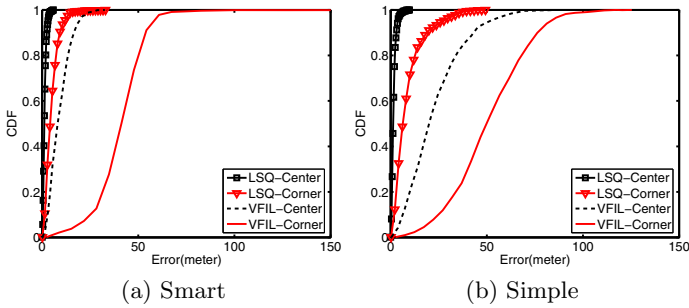 1
0.8
0.6
0.4
0.2
0
CDF
0 50 100 150
Error(meter)
LSQ-Center
LSQ-Corner
VFIL-Center
VFIL-Corner
(a) Smart
1
0.8
0.6
0.4
0.2
0
CDF
0 50 100 150
Error(meter)
LSQ-Center
LSQ-Corner
VFIL-Center
VFIL-Corner
(b) Simple